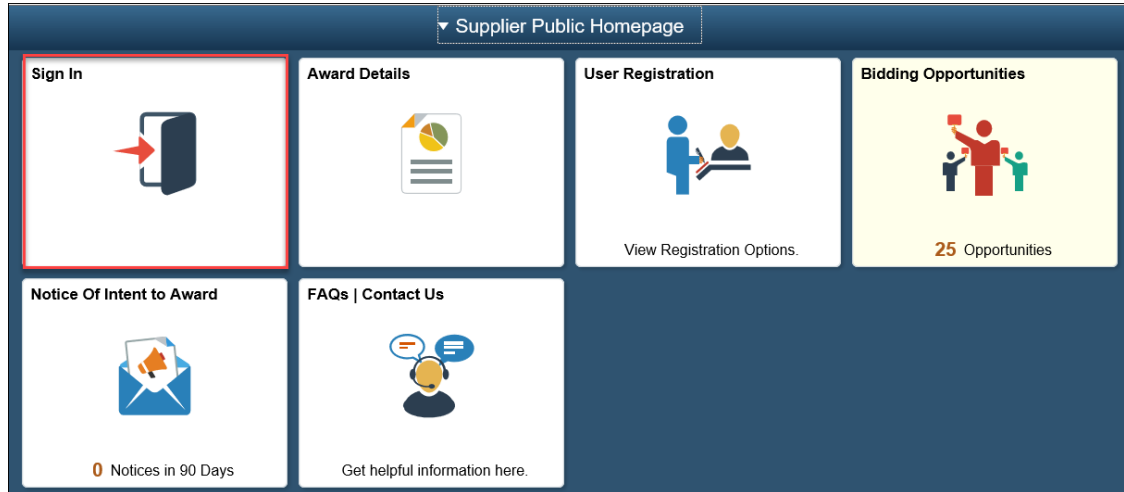 Supplier Public Homepage
Sign In
Award Details
User Registration
View Registration Options.
Bidding Opportunities
25 Opportunities
Notice Of Intent to Award
0 Notices in 90 Days
FAQs | Contact Us
Get helpful information here.